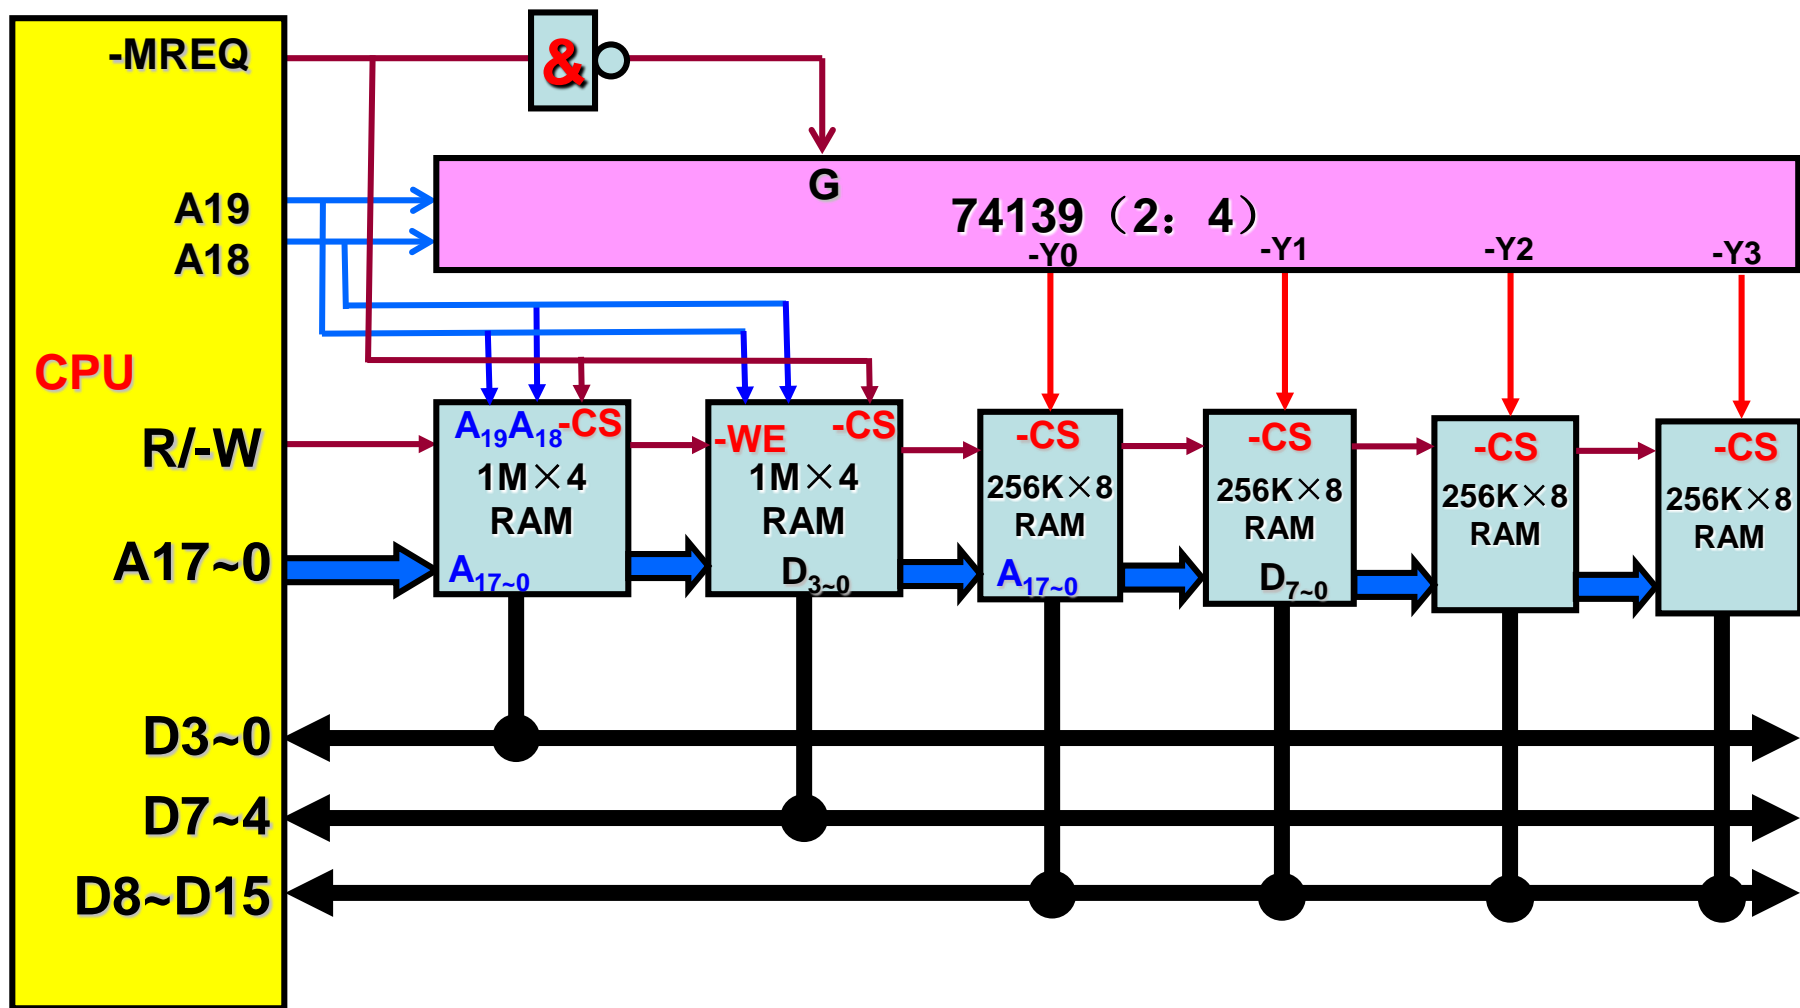 -MREQ
&
A19
A18
G
74139（2：4）
-Y0
-Y1
-Y2
-Y3
CPU
R/-W
A17~0
A19A18-CS
1M×4
RAM
A17~0
-WE
-CS
1M×4
RAM
D3~0
-CS
256K×8
RAM
A17~0
-CS
256K×8
RAM
D7~0
-CS
256K×8
RAM
-CS
256K×8
RAM
D3~0
D7~4
D8~D15